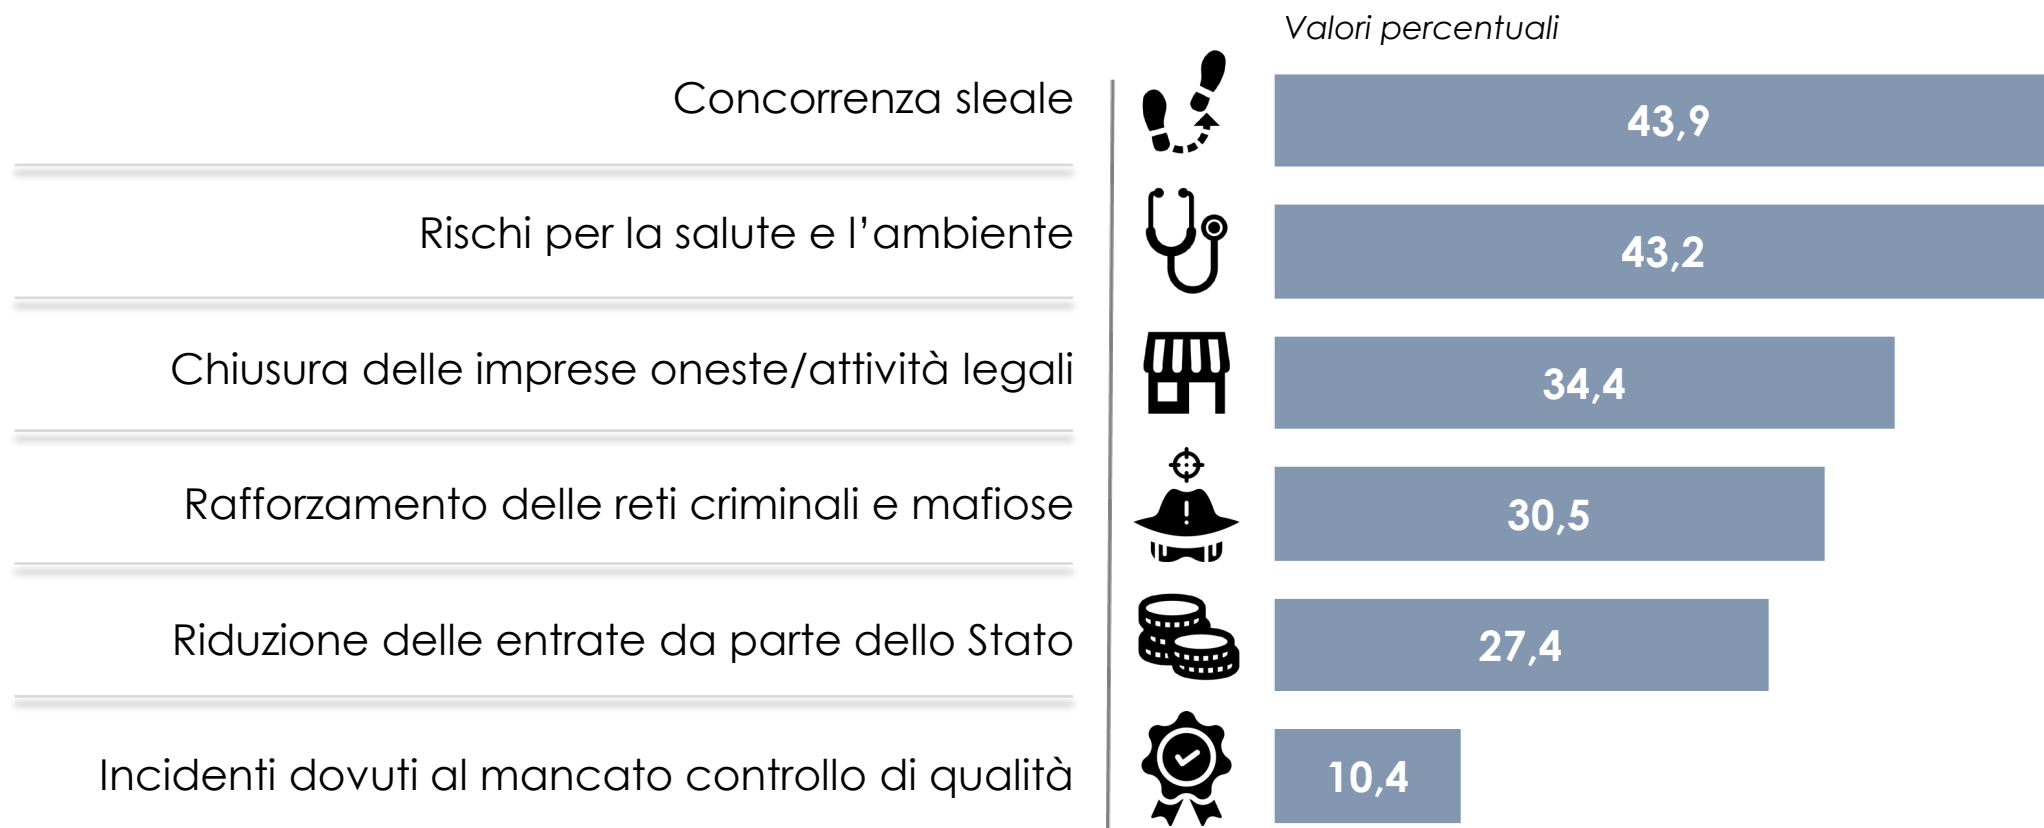 Valori percentuali
Concorrenza sleale
43,9
Rischi per la salute e l’ambiente
43,2
Chiusura delle imprese oneste/attività legali
34,4
Rafforzamento delle reti criminali e mafiose
30,5
Riduzione delle entrate da parte dello Stato
27,4
Incidenti dovuti al mancato controllo di qualità
10,4